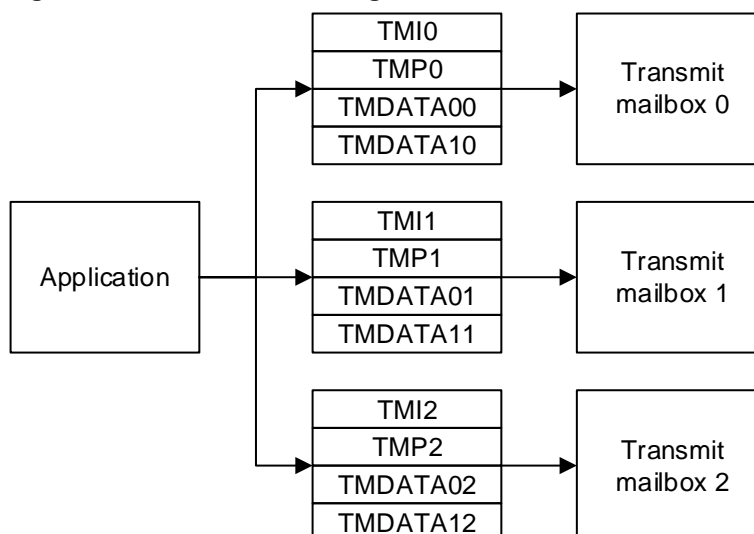 TMI0
TMP0
TMDATA00
TMDATA10
Transmit
mailbox 0
Application
TMI1
TMP1
TMDATA01
TMDATA11
Transmit
mailbox 1
TMI2
TMP2
TMDATA02
TMDATA12
Transmit
mailbox 2